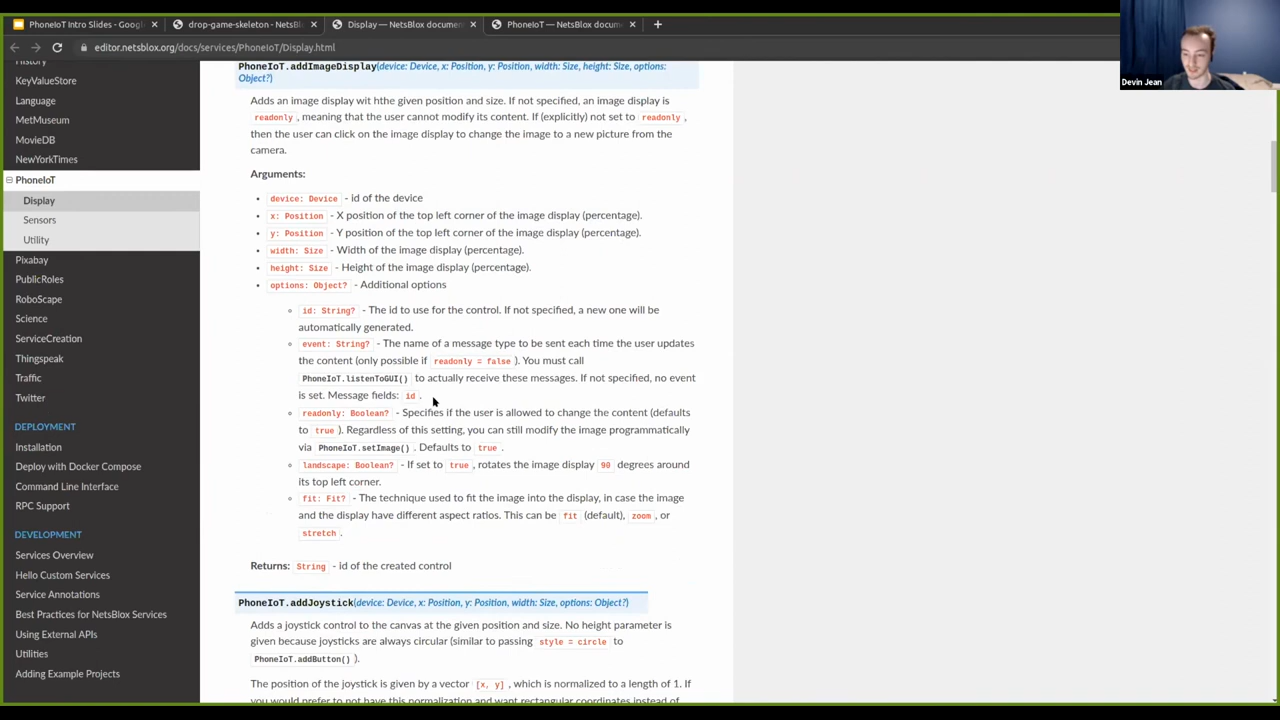 PhoneIoT Intro Slides - Googl
drop-game-skeleton - NetsBl
Display — NetsBlox documen
PhoneIoT — NetsBlox docum
editor.netsblox.org/docs/services/PhoneIoT/Display.html
Devin Jean
History
KeyValueStore
Language
MetMuseum
MovieDB
NewYorkTimes
PhoneIoT
Display
Sensors
Utility
Pixabay
PublicRoles
RoboScape
Science
ServiceCreation
Thingspeak
Traffic
Twitter
DEPLOYMENT
Installation
Deploy with Docker Compose
Command Line Interface
RPC Support
DEVELOPMENT
Services Overview
Hello Custom Services
Service Annotations
Best Practices for NetsBlox Services
Using External APIs
Utilities
Adding Example Projects
PhoneIoT.addImageDisplay(device: Device, x: Position, y: Position, width: Size, height: Size, options:
Object?)
Adds an image display wit hthe given position and size. If not specified, an image display is
readonly, meaning that the user cannot modify its content. If (explicitly) not set to readonly,
then the user can click on the image display to change the image to a new picture from the
camera.
Arguments:
• device: Device - id of the device
• x: Position - X position of the top left corner of the image display (percentage).
• y: Position - Y position of the top left corner of the image display (percentage).
• width: Size - Width of the image display (percentage).
• height: Size - Height of the image display (percentage).
• options: Object? - Additional options
◦ id: String? - The id to use for the control. If not specified, a new one will be
automatically generated.
◦ event: String? - The name of a message type to be sent each time the user updates
the content (only possible if readonly = false). You must call
PhoneIoT.listenToGUI() to actually receive these messages. If not specified, no event
is set. Message fields: id.
◦ readonly: Boolean? - Specifies if the user is allowed to change the content (defaults
to true). Regardless of this setting, you can still modify the image programmatically
via PhoneIoT.setImage(). Defaults to true.
◦ landscape: Boolean? - If set to true, rotates the image display 90 degrees around
its top left corner.
◦ fit: Fit? - The technique used to fit the image into the display, in case the image
and the display have different aspect ratios. This can be fit (default), zoom, or
stretch.
Returns: String - id of the created control
PhoneIoT.addJoystick(device: Device, x: Position, y: Position, width: Size, options: Object?)
Adds a joystick control to the canvas at the given position and size. No height parameter is
given because joysticks are always circular (similar to passing style = circle to
PhoneIoT.addButton()).
The position of the joystick is given by a vector [x, y], which is normalized to a length of 1. If
you would prefer to not have this normalization and want rectangular coordinates instead of